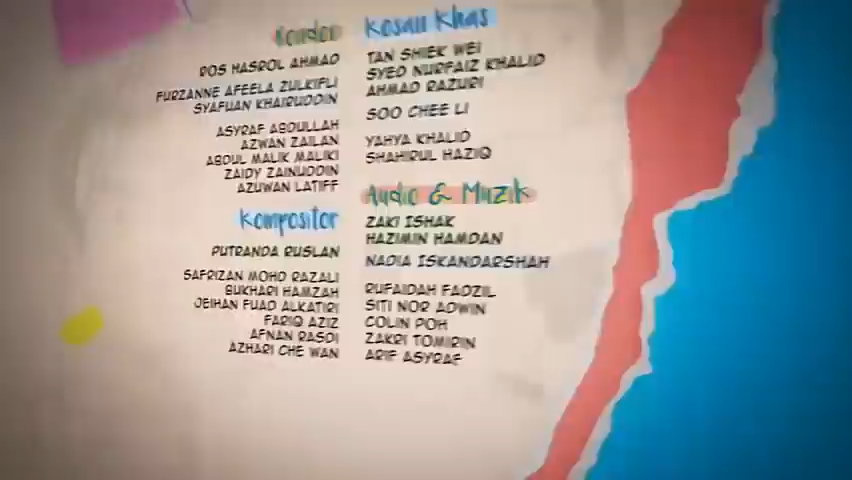 Render
ROS HASROL AHMAD
FURZANNE AFEELA ZULKIFLI
SYAFUAN KHAIRUDDIN
ASYRAF ABDULLAH
AZWAN ZAILAN
ABDUL MALIK MALIKI
ZAIDY ZAINUDDIN
AZUWAN LATIFF
Kompositor
PUTRANDA RUSLAN
SAFRIZAN MOHD RAZALI
BUKHARI HAMZAH
JEIHAN FUAD ALKATIRI
FARIQ AZIZ
AFNAN RASDI
AZHARI CHE WAN
Kesan Khas
TAN SHIEK WEI
SYED NURFAIZ KHALID
AHMAD RAZURI
SOO CHEE LI
YAHYA KHALID
SHAHIRUL HAZIQ
Audio & Muzik
ZAKI ISHAK
HAZIMIN HAMDAN
NADIA ISKANDARSHAH
RUFAIDAH FADZIL
SITI NOR ADWIN
COLIN POH
ZAKRI TOMIRIN
ARIF ASYRAF